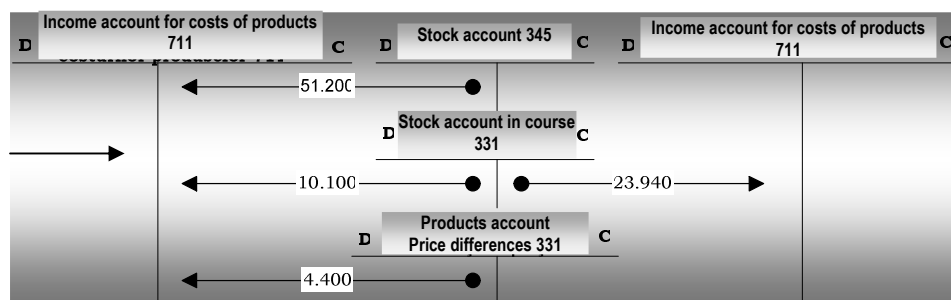 Income account for costs of products
711
D
C
Stock account 345
D
C
Income account for costs of products
711
D
C
51.200
Stock account in course
331
D
C
10.100
23.940
Products account
Price differences 331
D
C
4.400